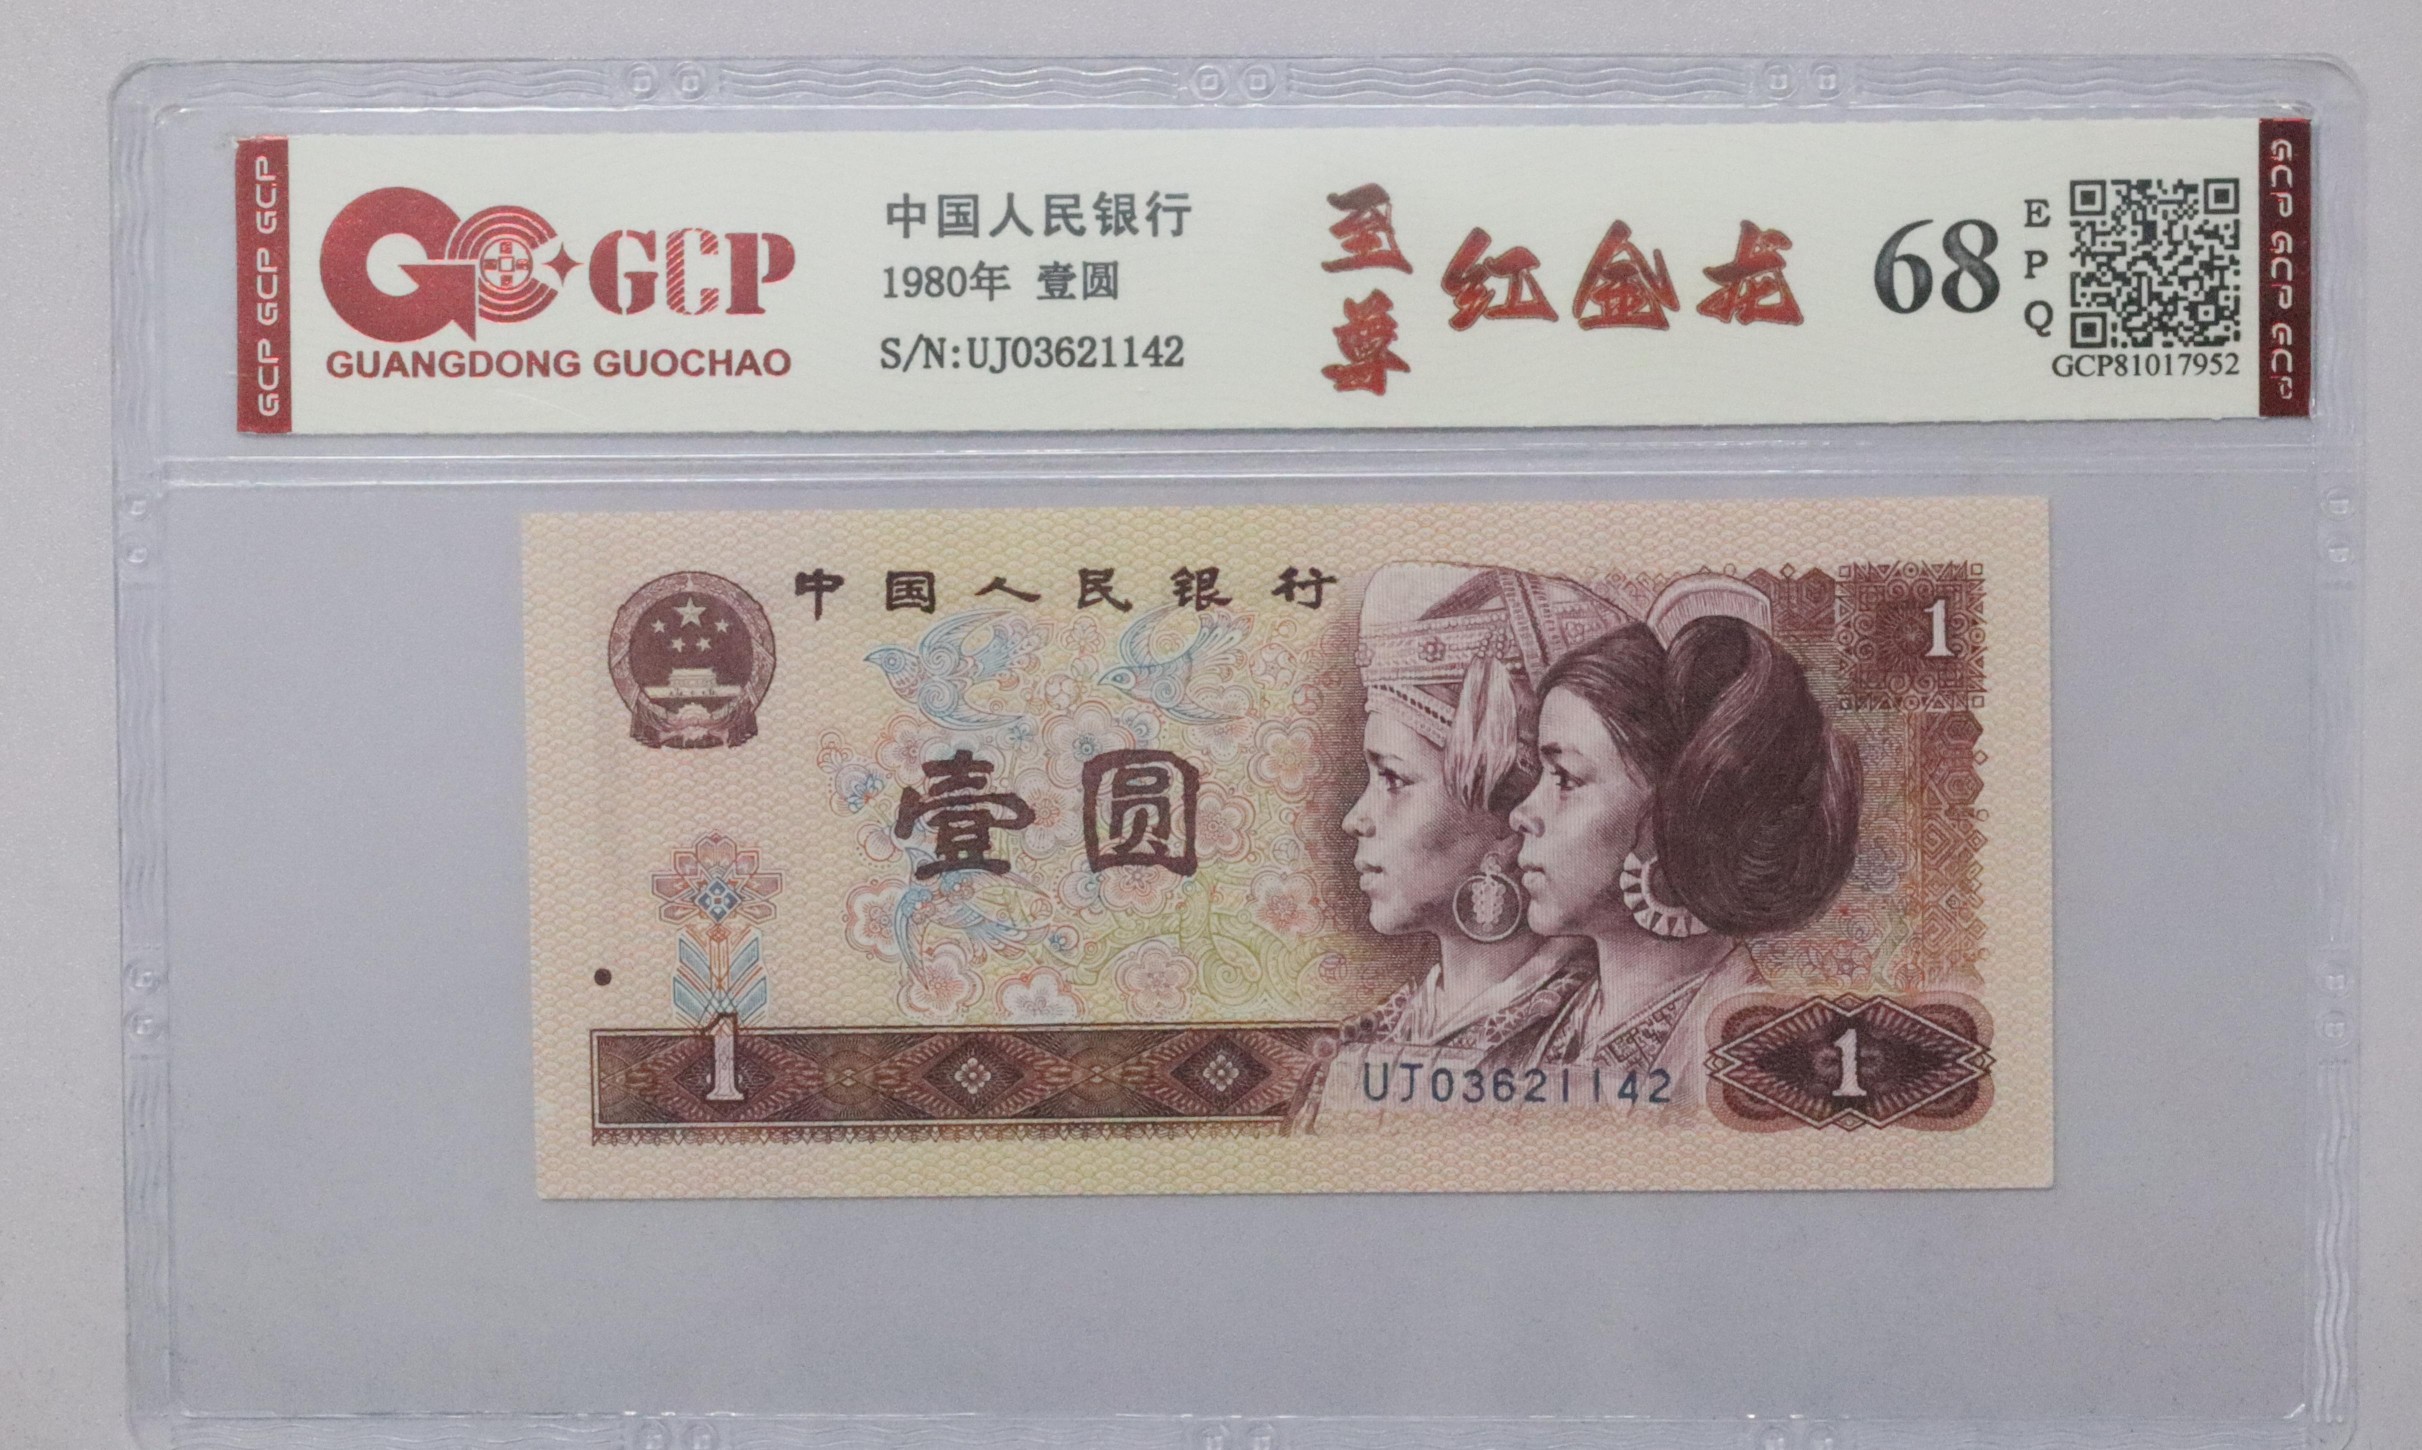 GCP GCP GCP
GCP
GUANGDONG GUOCHAO
中国人民银行
1980年 壹圆
S/N:UJ03621142
至尊
红金龙
68
EPQ
GCP81017952
GCP GCP GCP
中国人民银行
1
壹圆
1
UJ03621142
1